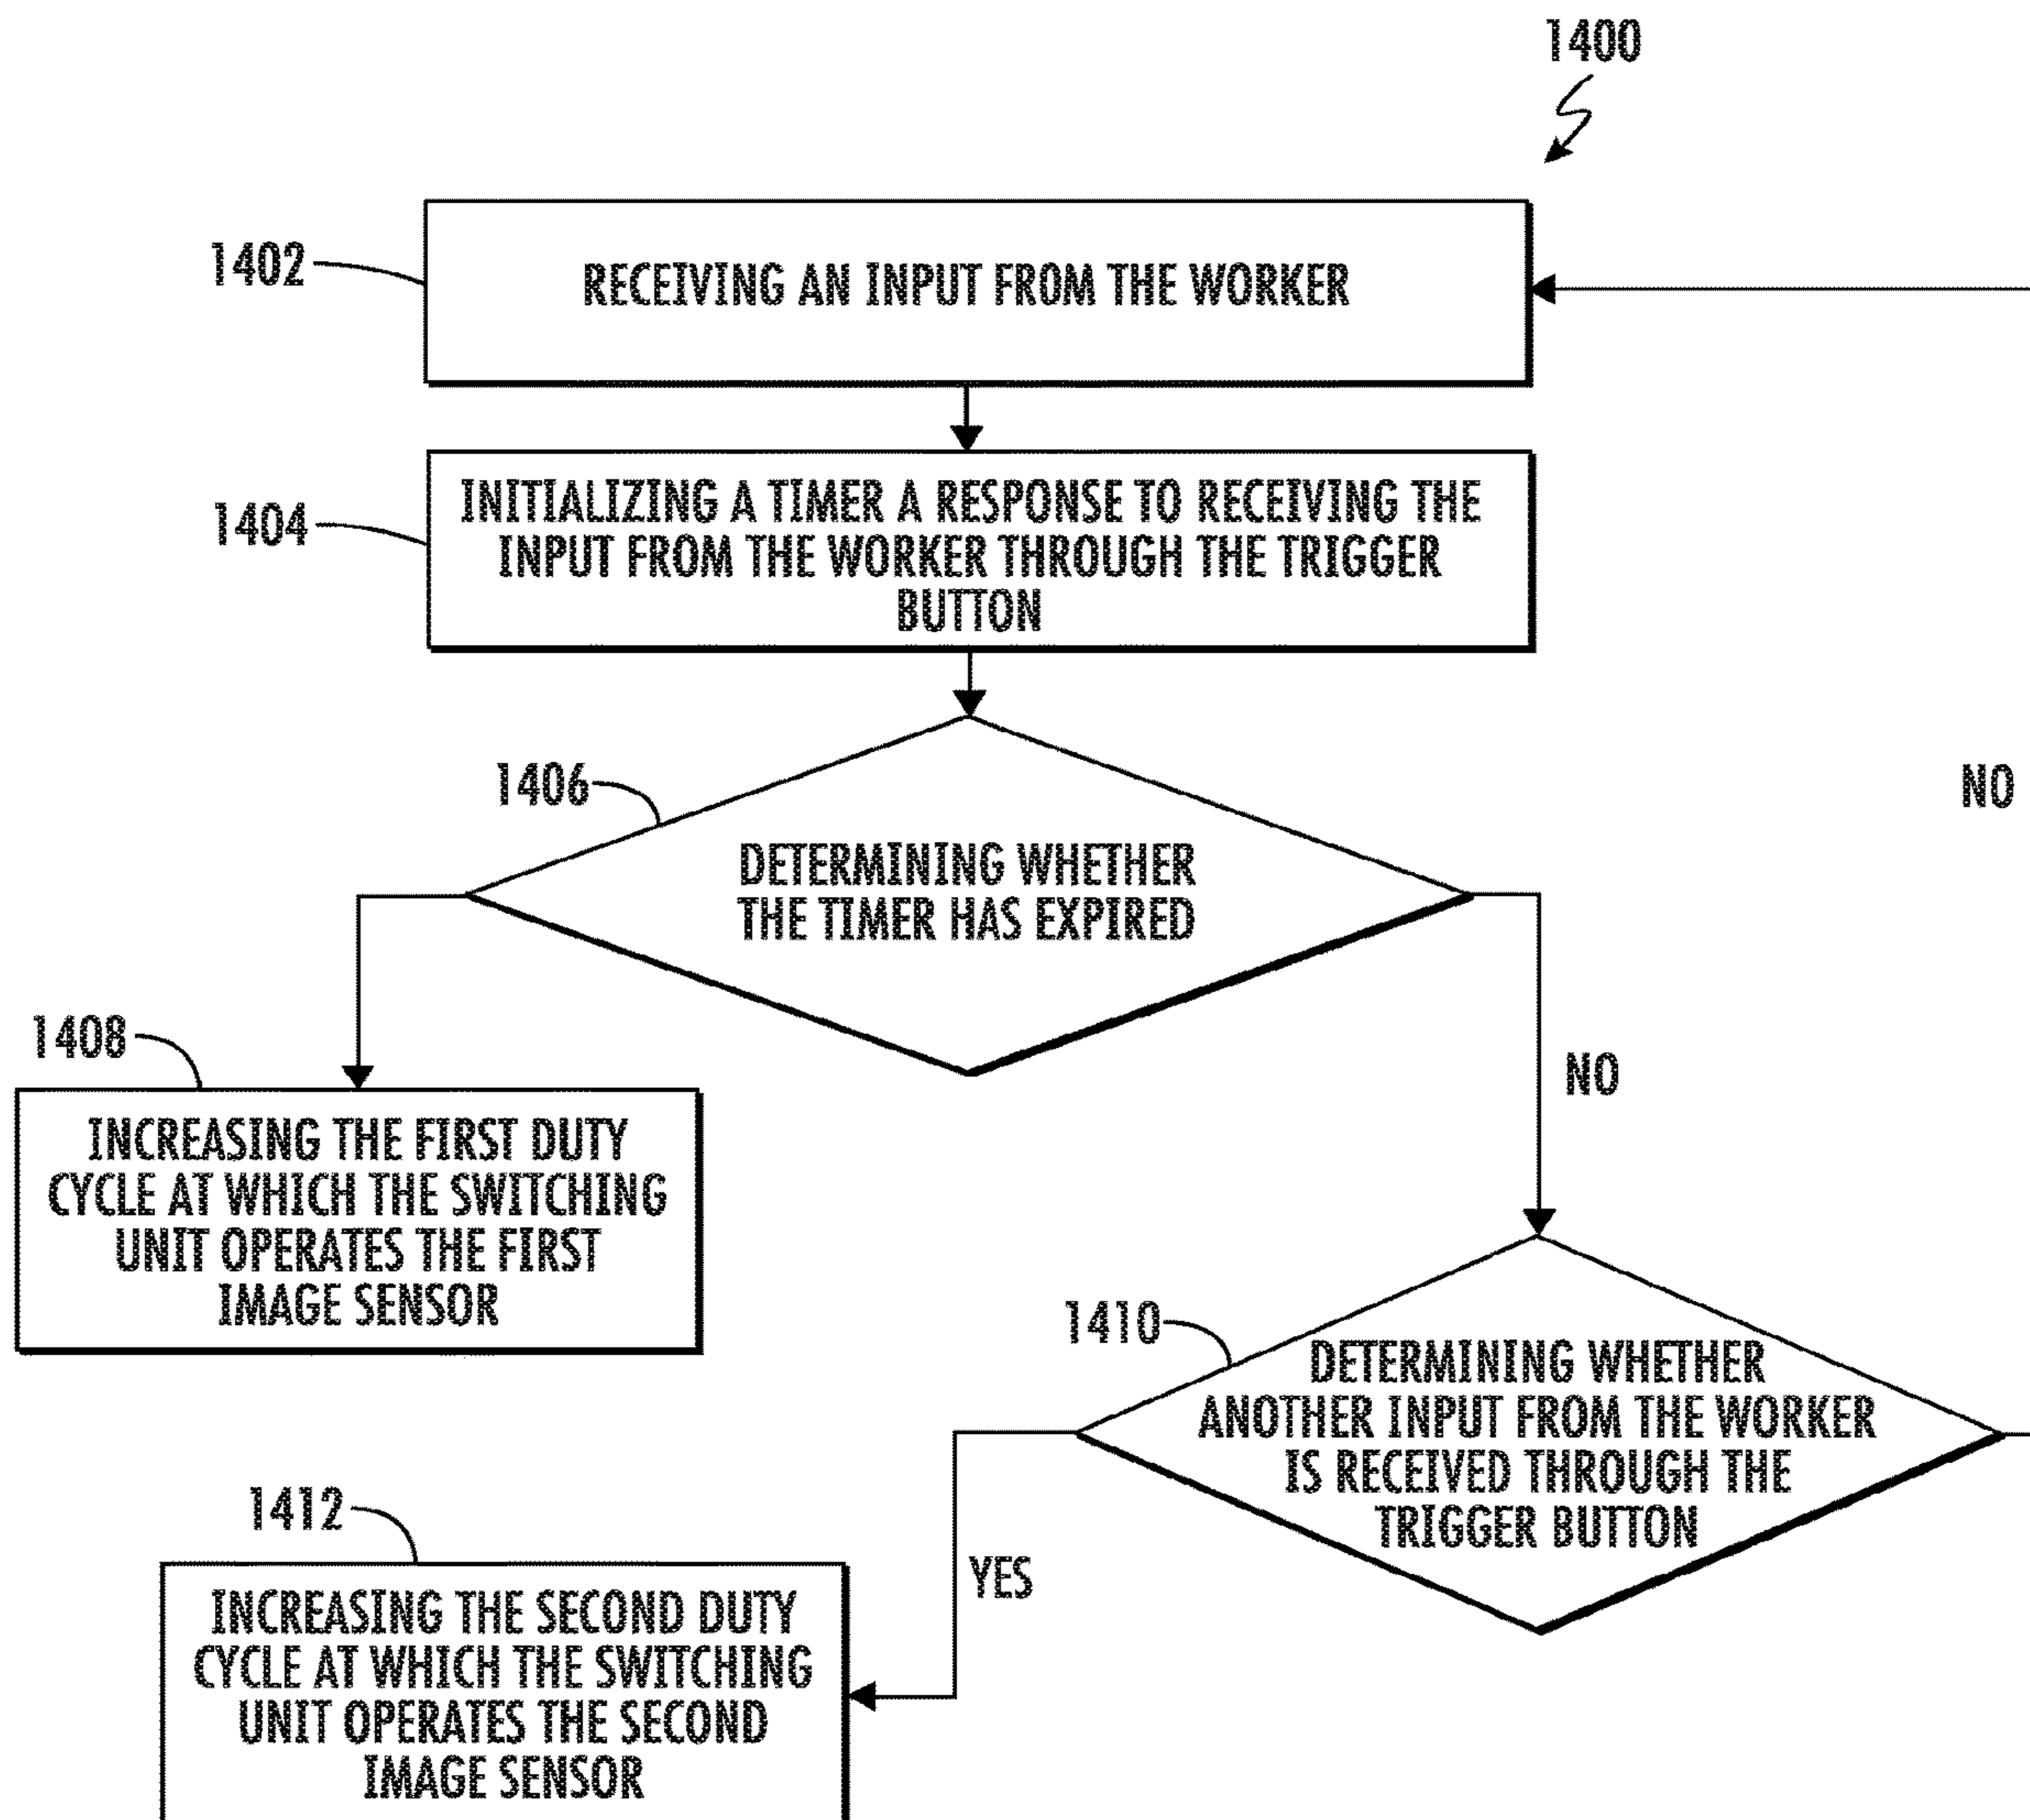 1400
1402
RECEIVING AN INPUT FROM THE WORKER
1404
INITIALIZING A TIMER A RESPONSE TO RECEIVING THE
INPUT FROM THE WORKER THROUGH THE TRIGGER
BUTTON
1406
DETERMINING WHETHER
THE TIMER HAS EXPIRED
NO
1408
INCREASING THE FIRST DUTY
CYCLE AT WHICH THE SWITCHING
UNIT OPERATES THE FIRST
IMAGE SENSOR
NO
1410
DETERMINING WHETHER
ANOTHER INPUT FROM THE WORKER
IS RECEIVED THROUGH THE
TRIGGER BUTTON
YES
1412
INCREASING THE SECOND DUTY
CYCLE AT WHICH THE SWITCHING
UNIT OPERATES THE SECOND
IMAGE SENSOR